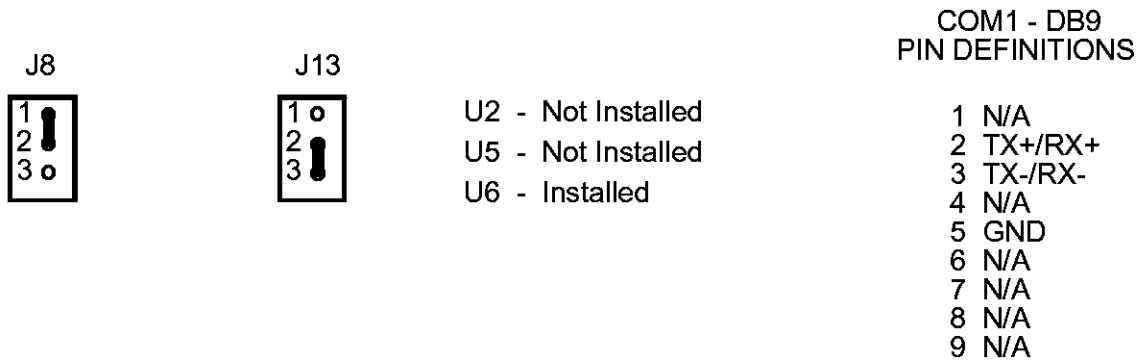 J8
1
2
3
J13
1
2
3
U2 - Not Installed
U5 - Not Installed
U6 - Installed
COM1 - DB9
PIN DEFINITIONS
1 N/A
2 TX+/RX+
3 TX-/RX-
4 N/A
5 GND
6 N/A
7 N/A
8 N/A
9 N/A